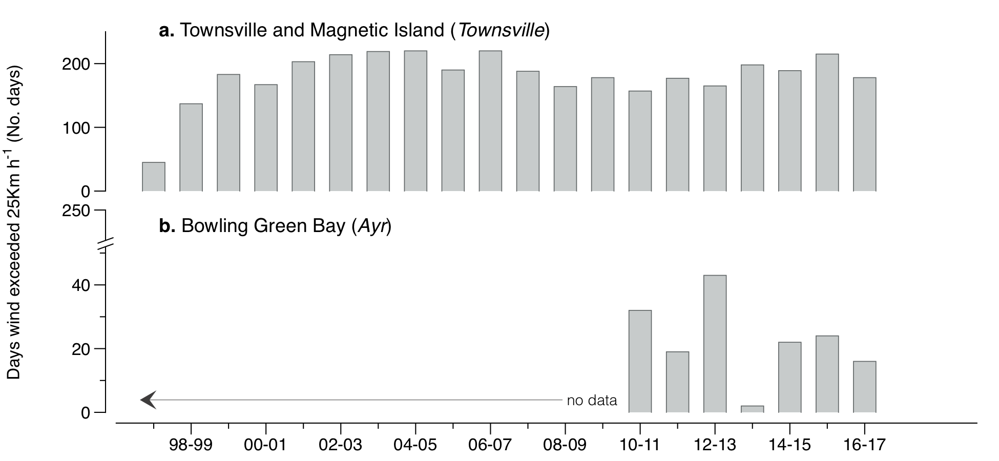 Days wind exceeded 25Km h⁻¹ (No. days)
a. Townsville and Magnetic Island (Townsville)
200
100
0
250
b. Bowling Green Bay (Ayr)
40
20
no data
0
98-99 00-01 02-03 04-05 06-07 08-09 10-11 12-13 14-15 16-17